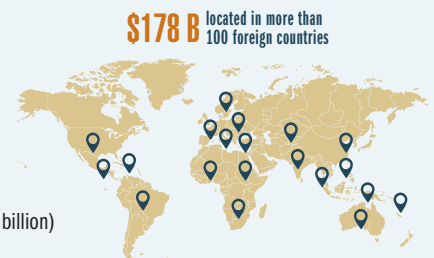 $178 B located in more than
100 foreign countries
billion)